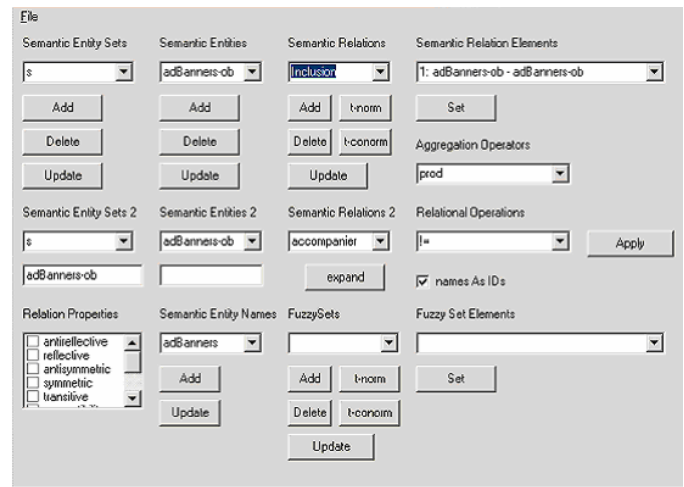 File
Semantic Entity Sets Semantic Entities Semantic Relations Semantic Relation Elements
s adBanners-ob Inclusion 1: adBanners-ob - adBanners-ob
Add Add Add t-norm Set
Delete Delete Delete t-conorm Aggregation Operators
Update Update Update prod
Semantic Entity Sets 2 Semantic Entities 2 Semantic Relations 2 Relational Operations
s adBanners-ob accompanier != Apply
adBanners-ob expand names As IDs
Relation Properties Semantic Entity Names FuzzySets Fuzzy Set Elements
antireflective adBanners
reflective
antisymmetric Add Add t-norm Set
symmetric
transitive Update Delete t-conorm
Update